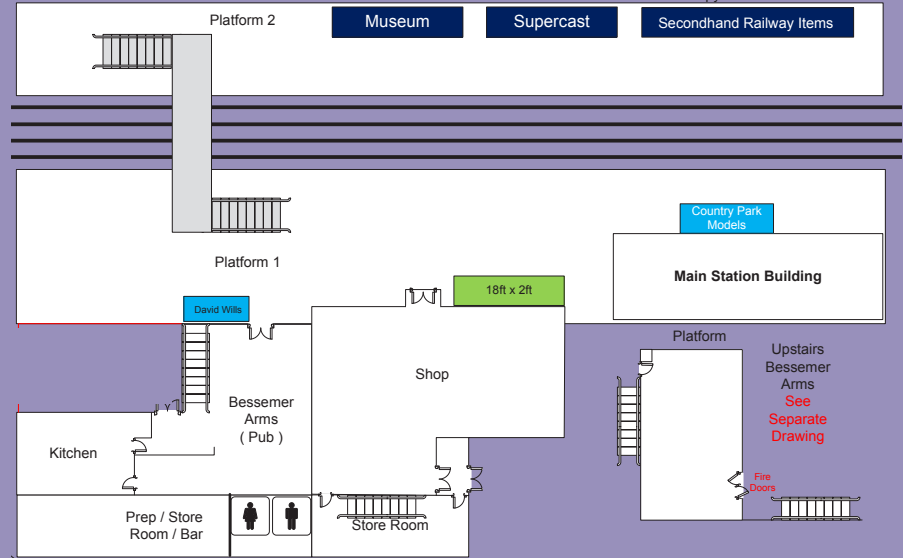 Platform 2
Museum
Supercast
Secondhand Railway Items
Country Park
Models
Platform 1
Main Station Building
18ft x 2ft
David Wills
Platform
Upstairs
Bessemer
Arms
See
Separate
Drawing
Shop
Bessemer
Arms
( Pub )
Kitchen
Fire
Doors
Prep / Store
Room / Bar
Store Room